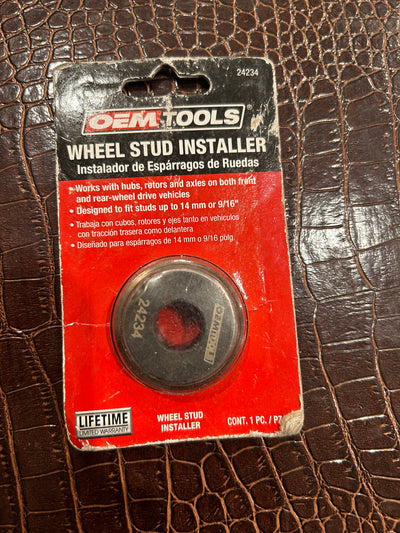 24234
OEMTOOLS®
WHEEL STUD INSTALLER
Instalador de Espárragos de Ruedas
• Works with hubs, rotors and axles on both front
and rear-wheel drive vehicles
• Designed to fit studs up to 14 mm or 9/16"
• Trabaja con cubos, rotores y ejes tanto en vehículos
con tracción trasera como delantera
• Diseñado para espárragos de 14 mm o 9/16 pulg.
24234
OEMTOOLS
LIFETIME
LIMITED WARRANTY
WHEEL STUD
INSTALLER
CONT. 1 PC. / PZ